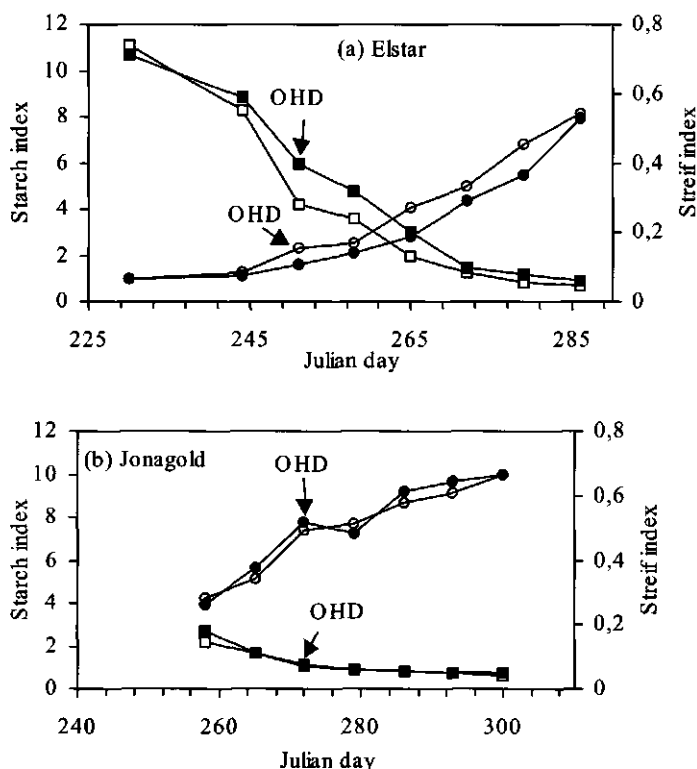 12
10
8
6
4
2
0
Starch index
(a) Elstar
OHD
OHD
0,8
0,6
0,4
0,2
0
Streif index
225 245 265 285
Julian day
12
10
8
6
4
2
0
Starch index
(b) Jonagold
OHD
OHD
0,8
0,6
0,4
0,2
0
Streif index
240 260 280 300
Julian day